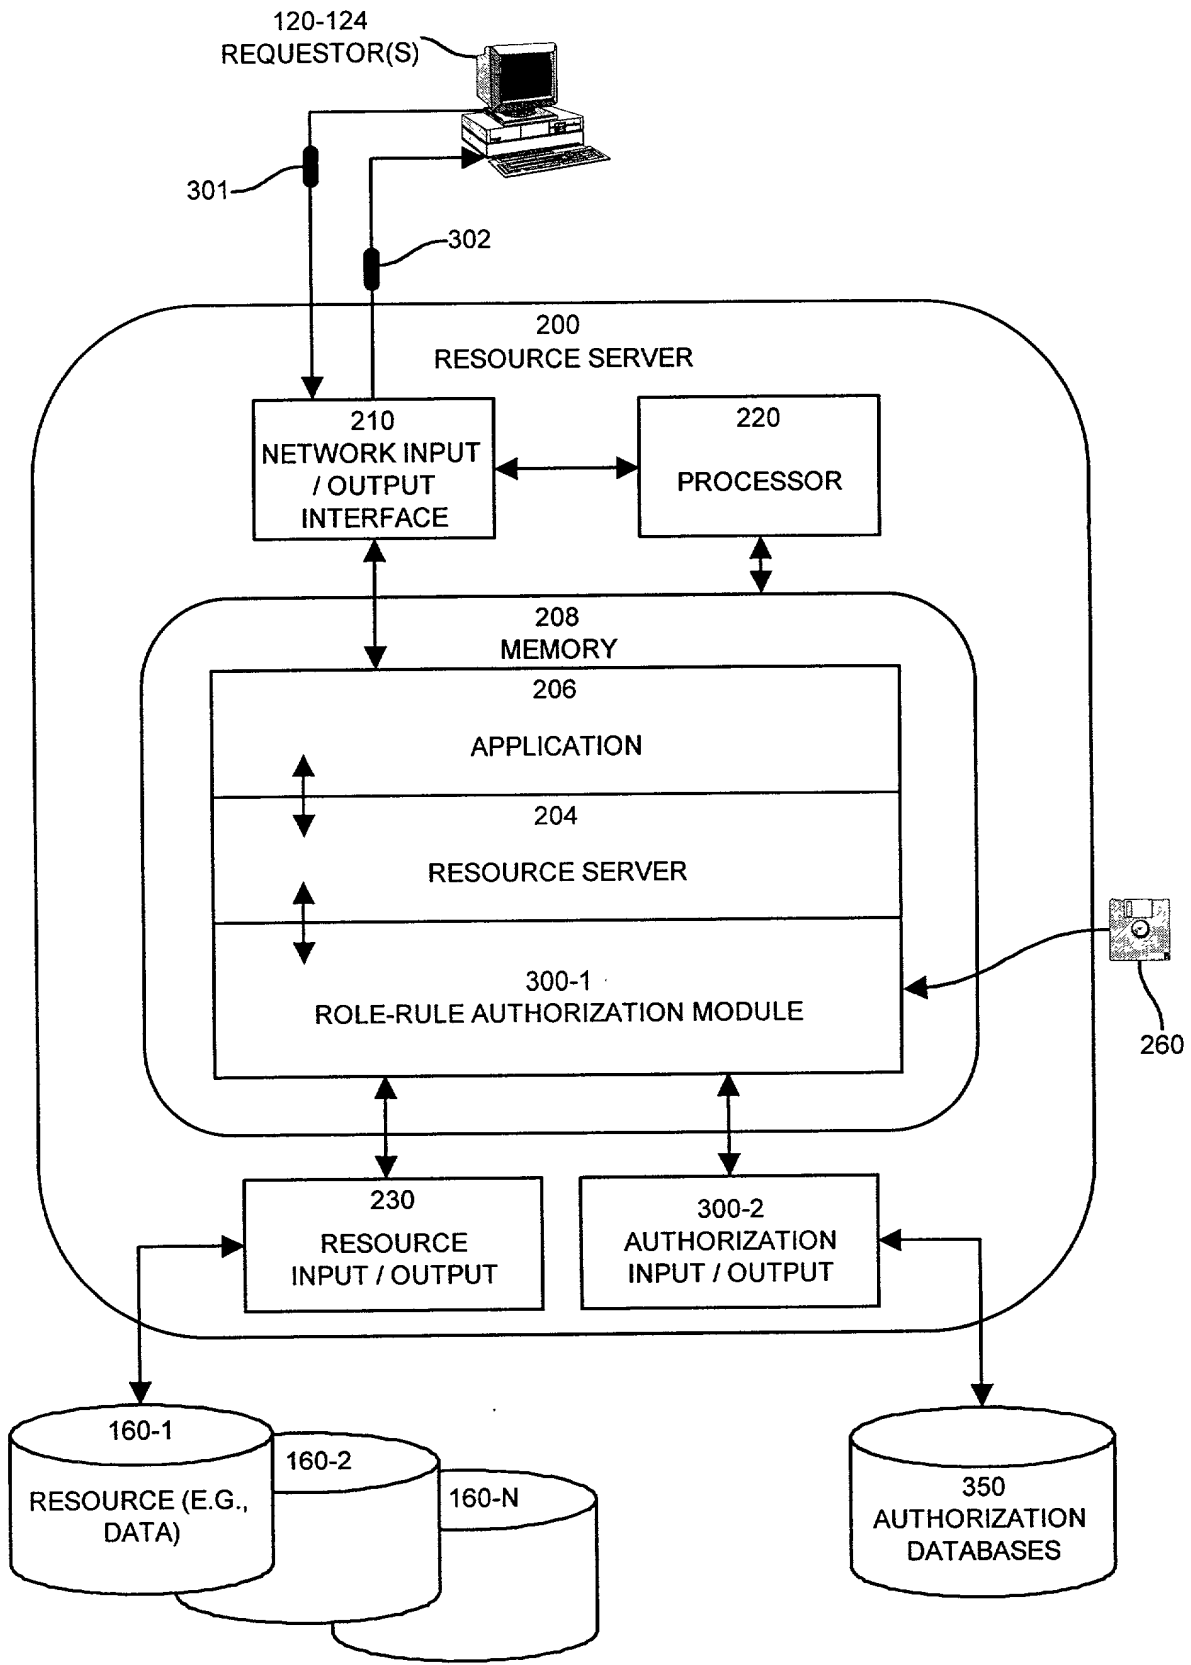 120-124
REQUESTOR(S)
301
302
200
RESOURCE SERVER
210
NETWORK INPUT
/ OUTPUT
INTERFACE
220
PROCESSOR
208
MEMORY
206
APPLICATION
204
RESOURCE SERVER
300-1
ROLE-RULE AUTHORIZATION MODULE
260
230
RESOURCE
INPUT / OUTPUT
300-2
AUTHORIZATION
INPUT / OUTPUT
160-1
RESOURCE (E.G.,
DATA)
160-2
160-N
350
AUTHORIZATION
DATABASES